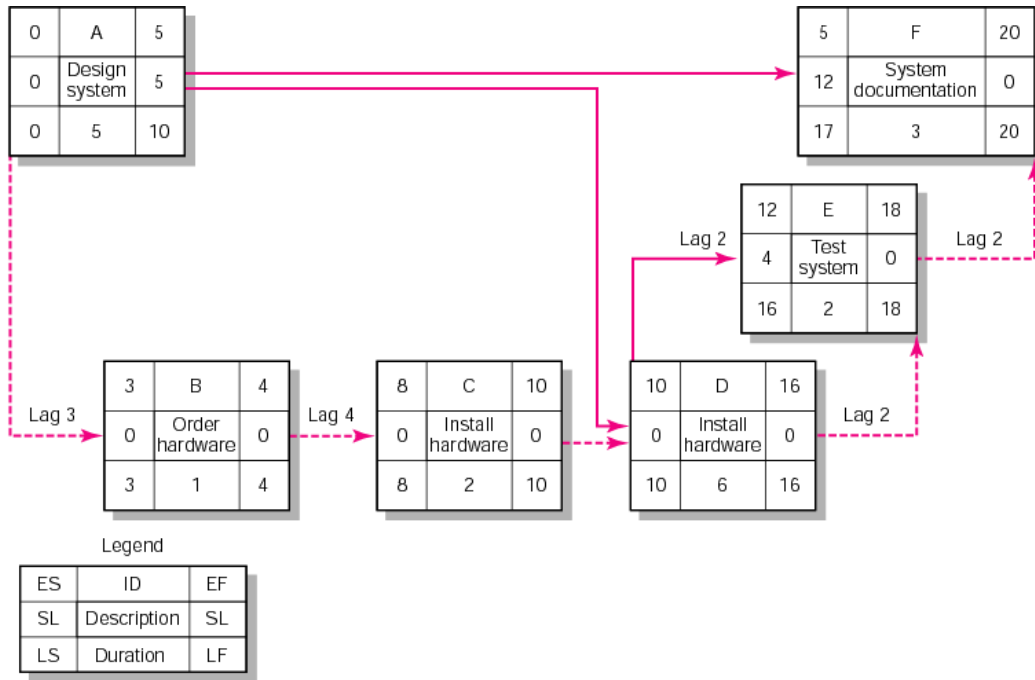 0 A 5
0 Design system 5
0 5 10
5 F 20
12 System documentation 0
17 3 20
12 E 18
Lag 2
4 Test system 0
Lag 2
16 2 18
3 B 4
Lag 3
0 Order hardware 0
3 1 4
Lag 4
8 C 10
0 Install hardware 0
8 2 10
10 D 16
0 Install hardware 0
10 6 16
Lag 2
Legend
ES ID EF
SL Description SL
LS Duration LF